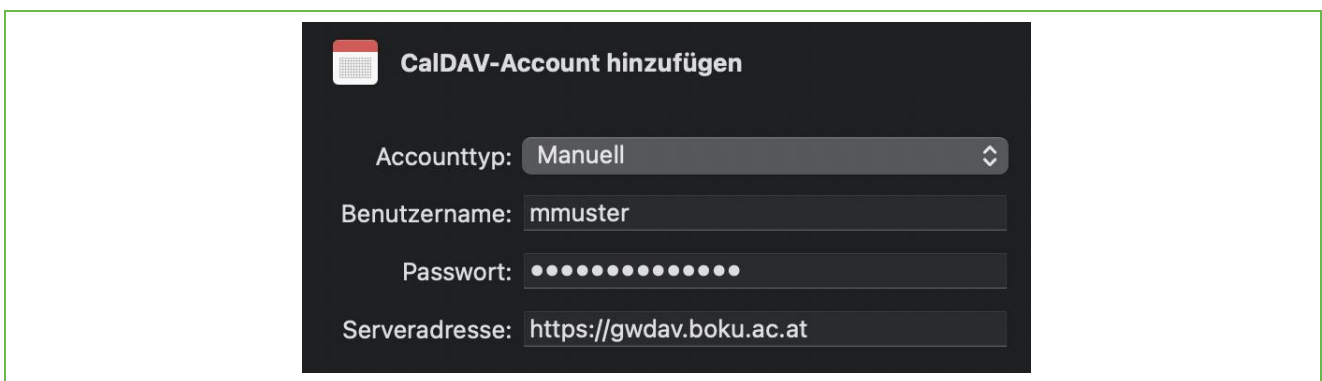 CalDAV-Account hinzufügen
Accounttyp: Manuell
Benutzername: mmuster
Passwort: ●●●●●●●●●●●●●●
Serveradresse: https://gwdav.boku.ac.at